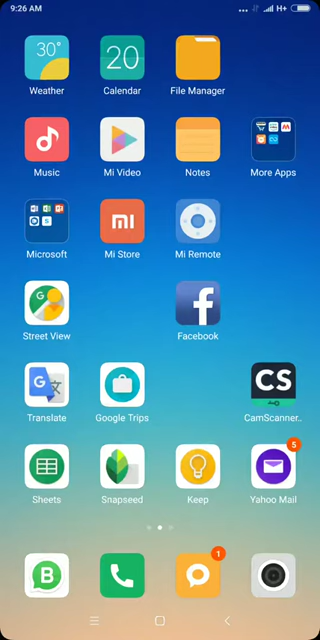 9:26 AM ... H+
30°
20
Weather Calendar File Manager
Music Mi Video Notes More Apps
mi
Microsoft Mi Store Mi Remote
G
f
Street View Facebook
G
CS
Translate Google Trips CamScanner..
5
Sheets Snapseed Keep Yahoo Mail
1
B